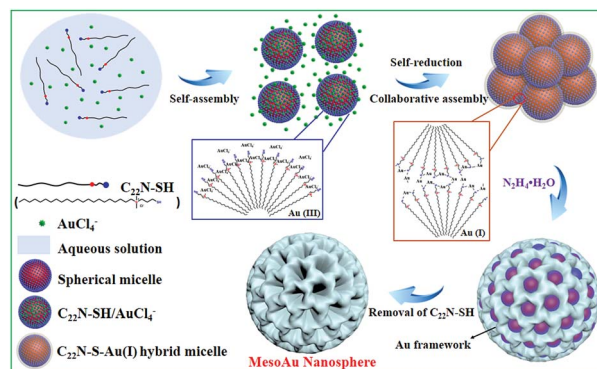 Self-assembly
Self-reduction
Collaborative assembly
C₂₂N-SH
AuCl₄⁻
Aqueous solution
Spherical micelle
C₂₂N-SH/AuCl₄⁻
C₂₂N-S-Au(I) hybrid micelle
Au (III)
Au (I)
N₂H₄•H₂O
Removal of C₂₂N-SH
Au framework
MesoAu Nanosphere